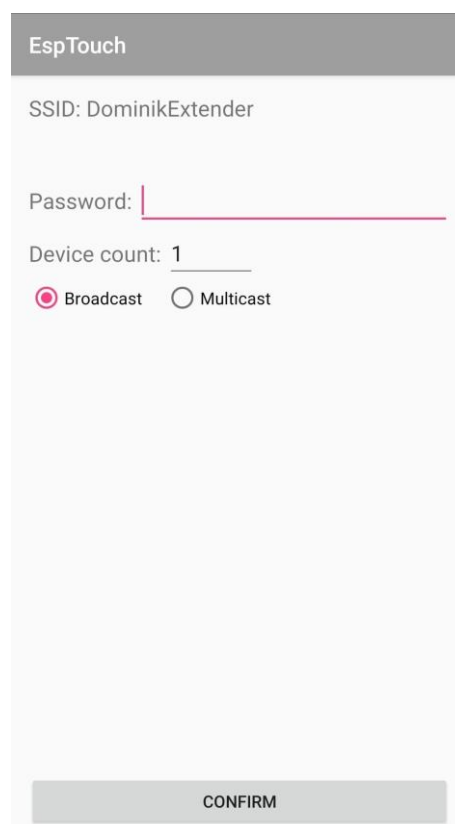 EspTouch
SSID: DominikExtender
Password:
Device count: 1
Broadcast Multicast
CONFIRM